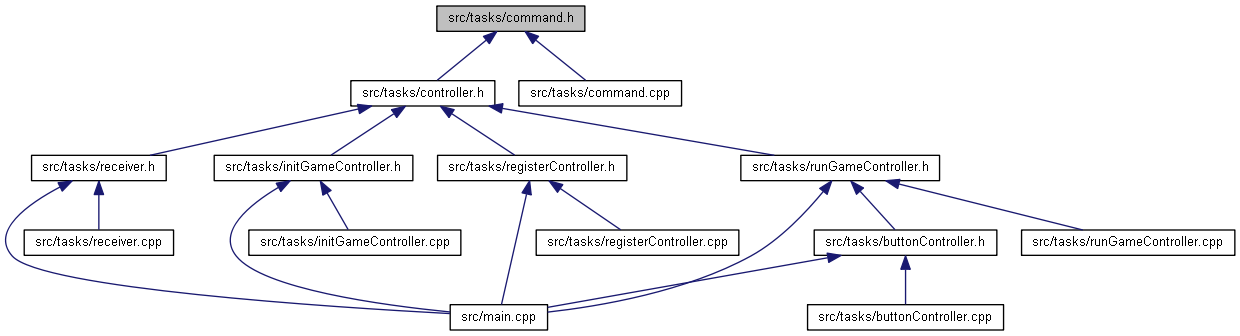 src/tasks/command.h
src/tasks/controller.h
src/tasks/command.cpp
src/tasks/receiver.h
src/tasks/initGameController.h
src/tasks/registerController.h
src/tasks/runGameController.h
src/tasks/receiver.cpp
src/tasks/initGameController.cpp
src/tasks/registerController.cpp
src/tasks/buttonController.h
src/tasks/runGameController.cpp
src/main.cpp
src/tasks/buttonController.cpp